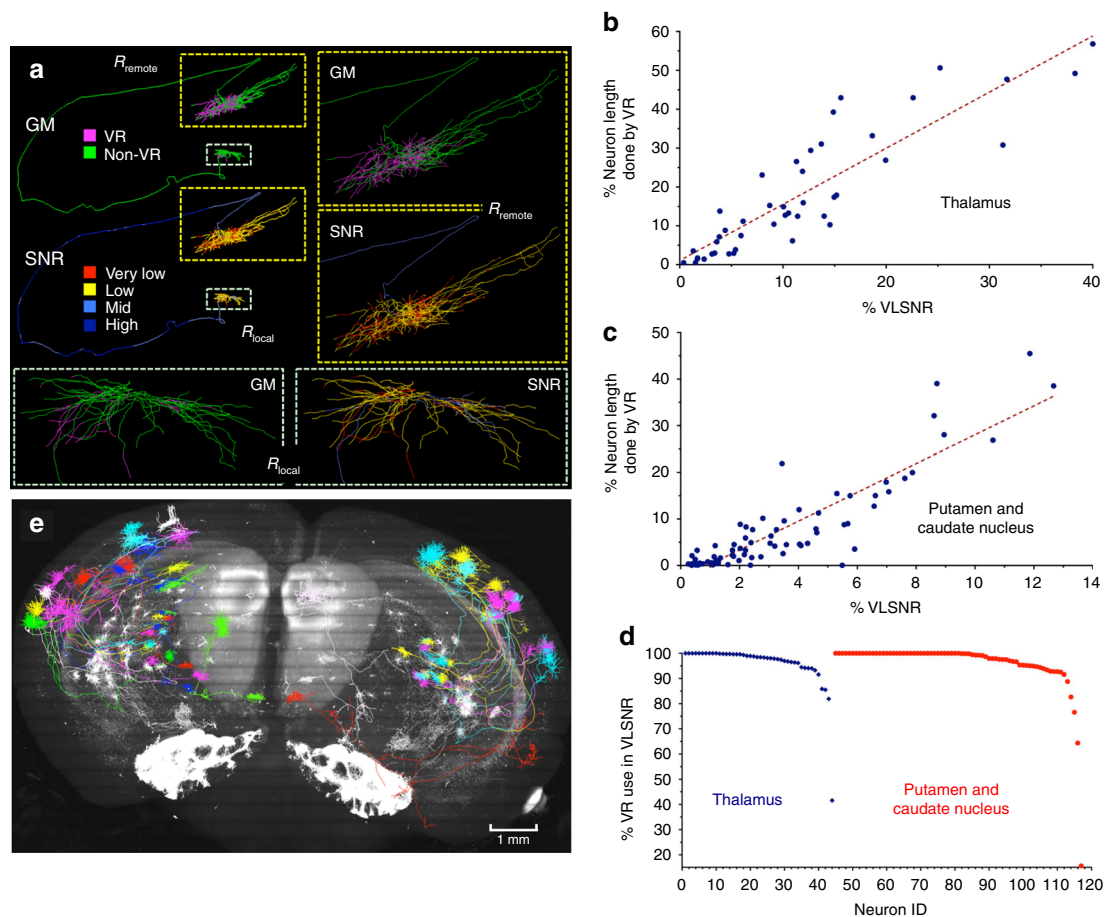 a
R remote
GM
VR
Non-VR
SNR
Very low
Low
Mid
High
R local
GM
R remote
SNR
GM
SNR
R local
b
60
50
40
30
20
10
0
% Neuron length
done by VR
Thalamus
0
10
20
30
40
% VLSNR
c
50
40
30
20
10
0
% Neuron length
done by VR
Putamen and
caudate nucleus
0
2
4
6
8
10
12
14
% VLSNR
d
100
90
80
70
60
50
40
30
20
% VR use in VLSNR
Thalamus
Putamen and
caudate nucleus
0
10
20
30
40
50
60
70
80
90
100
110
120
Neuron ID
e
1 mm